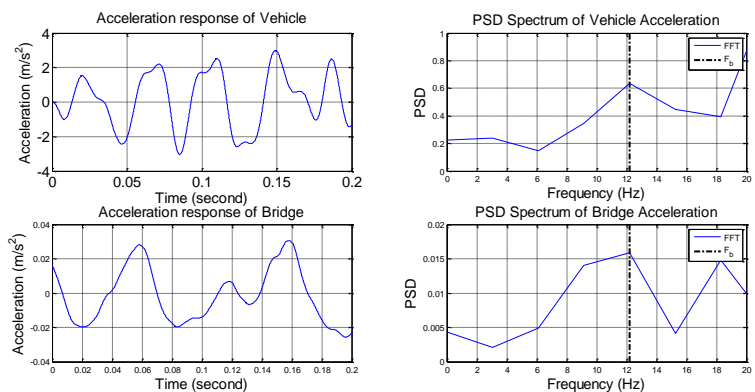 Acceleration response of Vehicle
Acceleration (m/s²)
4
2
0
-2
-4
0
0.05
0.1
0.15
0.2
Time (second)
PSD Spectrum of Vehicle Acceleration
PSD
1
0.8
0.6
0.4
0.2
0
0 2 4 6 8 10 12 14 16 18 20
Frequency (Hz)
FFT
F_b
Acceleration response of Bridge
Acceleration (m/s²)
0.04
0.02
0
-0.02
-0.04
0 0.02 0.04 0.06 0.08 0.1 0.12 0.14 0.16 0.18 0.2
Time (second)
PSD Spectrum of Bridge Acceleration
PSD
0.02
0.015
0.01
0.005
0
0 2 4 6 8 10 12 14 16 18 20
Frequency (Hz)
FFT
F_b